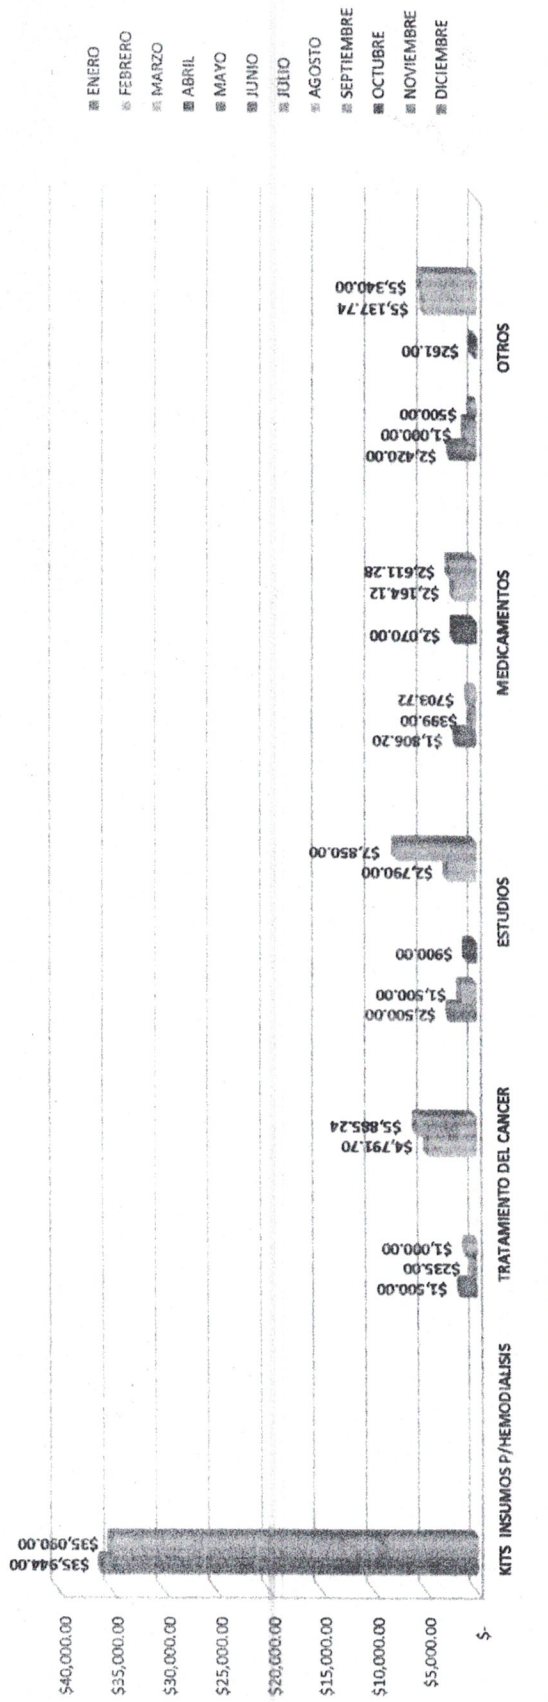 $40,000.00
$35,000.00
$30,000.00
$25,000.00
$20,000.00
$15,000.00
$10,000.00
$5,000.00
$-
$35,944.00
$35,090.00
$1,500.00
$235.00
$1,000.00
$4,791.70
$5,885.24
$2,500.00
$1,500.00
$900.00
$2,790.00
$7,850.00
$1,806.20
$399.00
$703.72
$2,070.00
$2,164.12
$2,611.28
$2,420.00
$1,000.00
$500.00
$261.00
$5,137.74
$5,340.00
KITS INSUMOS P/HEMODIALISIS
TRATAMIENTO DEL CANCER
ESTUDIOS
MEDICAMENTOS
OTROS
ENERO
FEBRERO
MARZO
ABRIL
MAYO
JUNIO
JULIO
AGOSTO
SEPTIEMBRE
OCTUBRE
NOVIEMBRE
DICIEMBRE